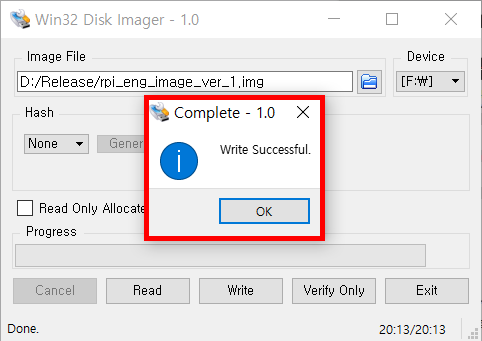 Win32 Disk Imager - 1.0
Image File
Device
D:/Release/rpi_eng_image_ver_1.img
[F:₩]
Hash
None
Gener
Complete - 1.0
Write Successful.
OK
Read Only Allocate
Progress
Cancel
Read
Write
Verify Only
Exit
Done.
20:13/20:13